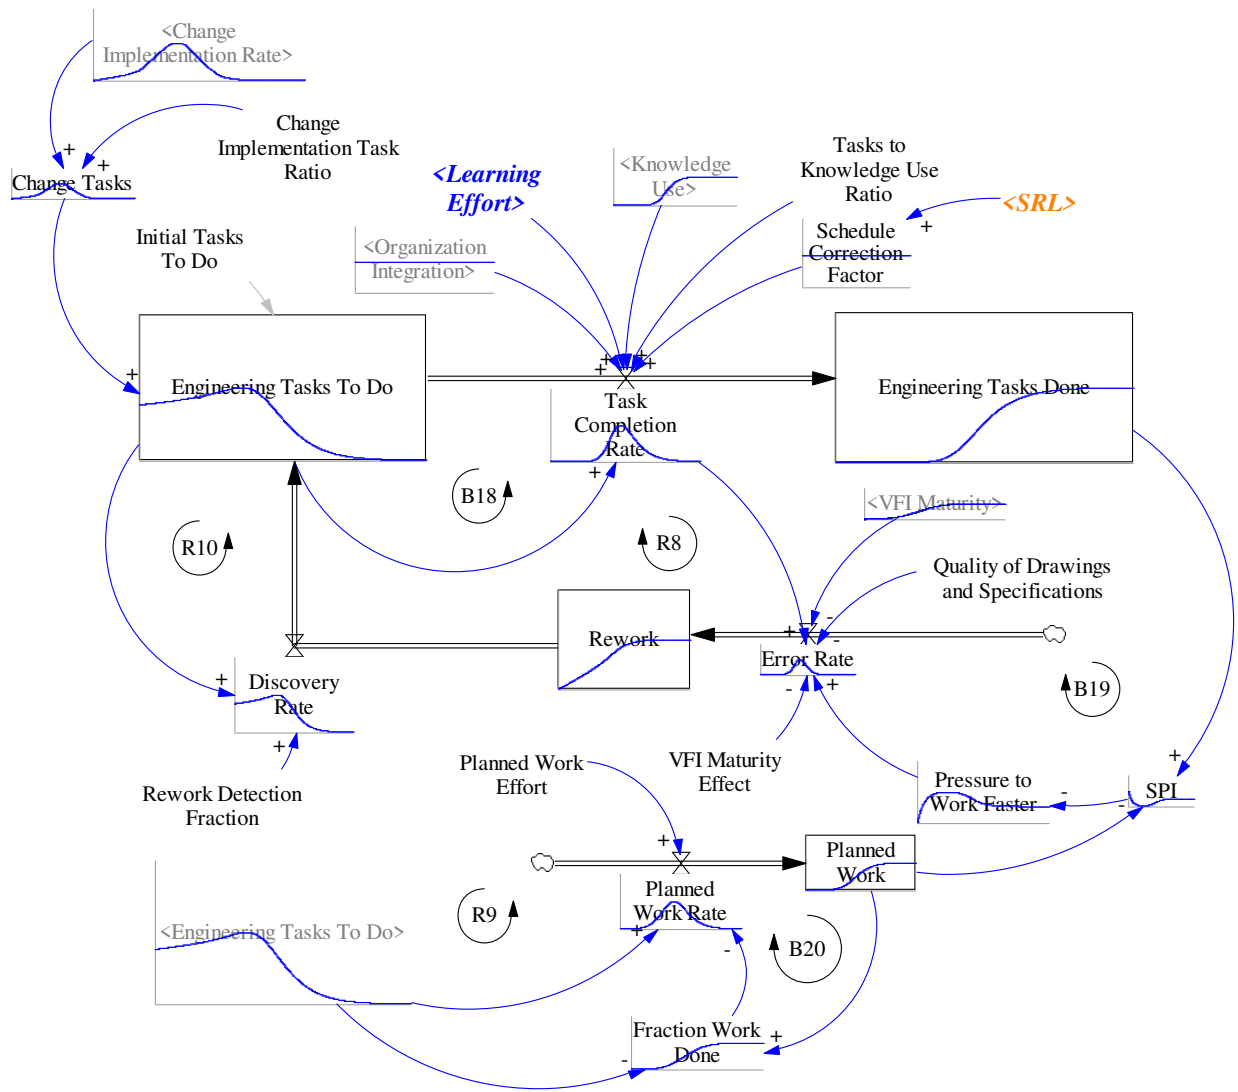 <Change
Implementation Rate>
Change
Implementation Task
Ratio
+
+
Change Tasks
<Learning
Effort>
<Knowledge
Use>
Tasks to
Knowledge Use
Ratio
<SRL>
+
Schedule
Correction
Factor
Initial Tasks
To Do
<Organization
Integration>
+
+
+
+
+
Engineering Tasks To Do
Engineering Tasks Done
Task
Completion
Rate
+
B18
R10
R8
<VFI Maturity>
Quality of Drawings
and Specifications
-
-
+
Rework
Error Rate
-
+
B19
+
Discovery
Rate
+
Rework Detection
Fraction
Planned Work
Effort
VFI Maturity
Effect
Pressure to
Work Faster
-
+
SPI
-
+
Planned
Work
Planned
Work Rate
+
-
R9
B20
<Engineering Tasks To Do>
Fraction Work
Done
+
-